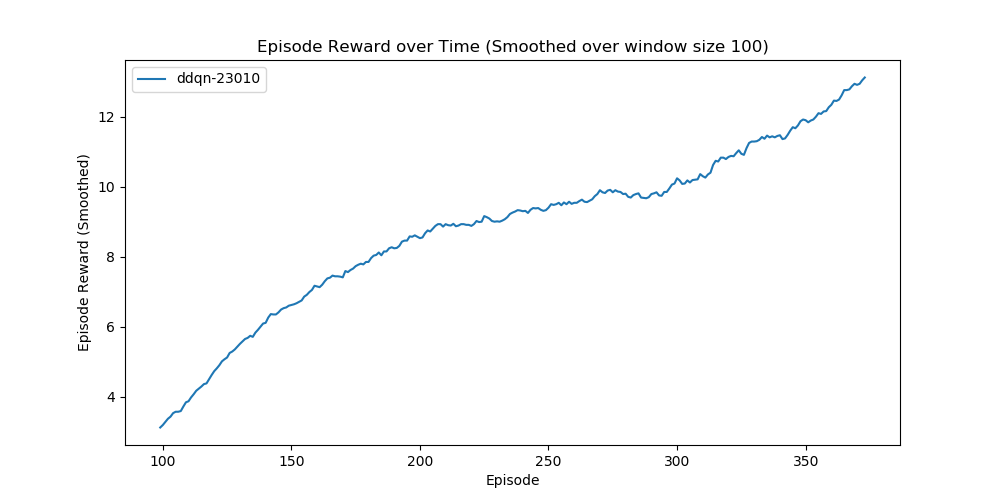 Episode Reward over Time (Smoothed over window size 100)
ddqn-23010
Episode Reward (Smoothed)
12
10
8
6
4
100 150 200 250 300 350
Episode